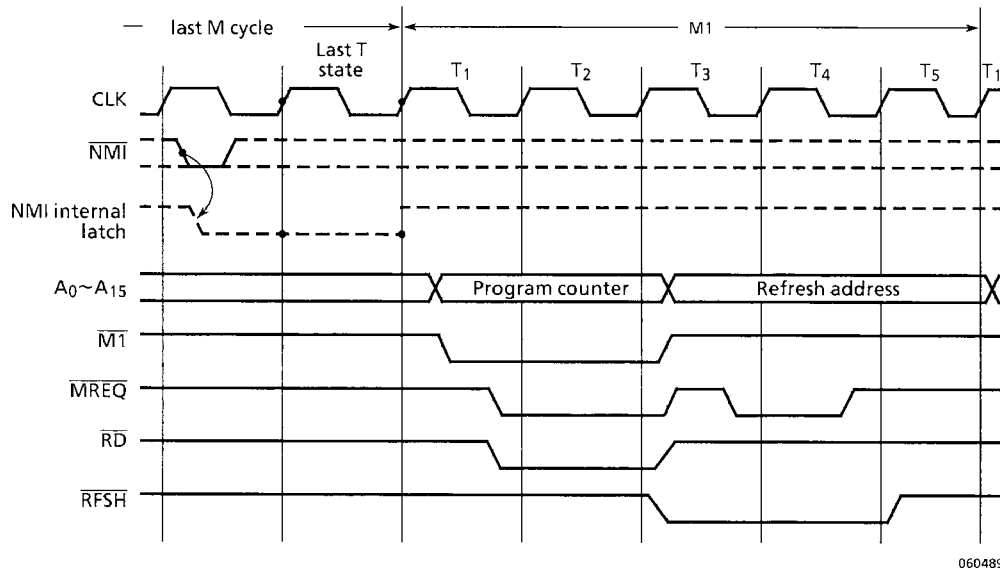 last M cycle
M1
Last T
state
T1 T2 T3 T4 T5 T1
CLK
NMI
NMI internal
latch
A0~A15 Program counter Refresh address
M1
MREQ
RD
RFSH
060489